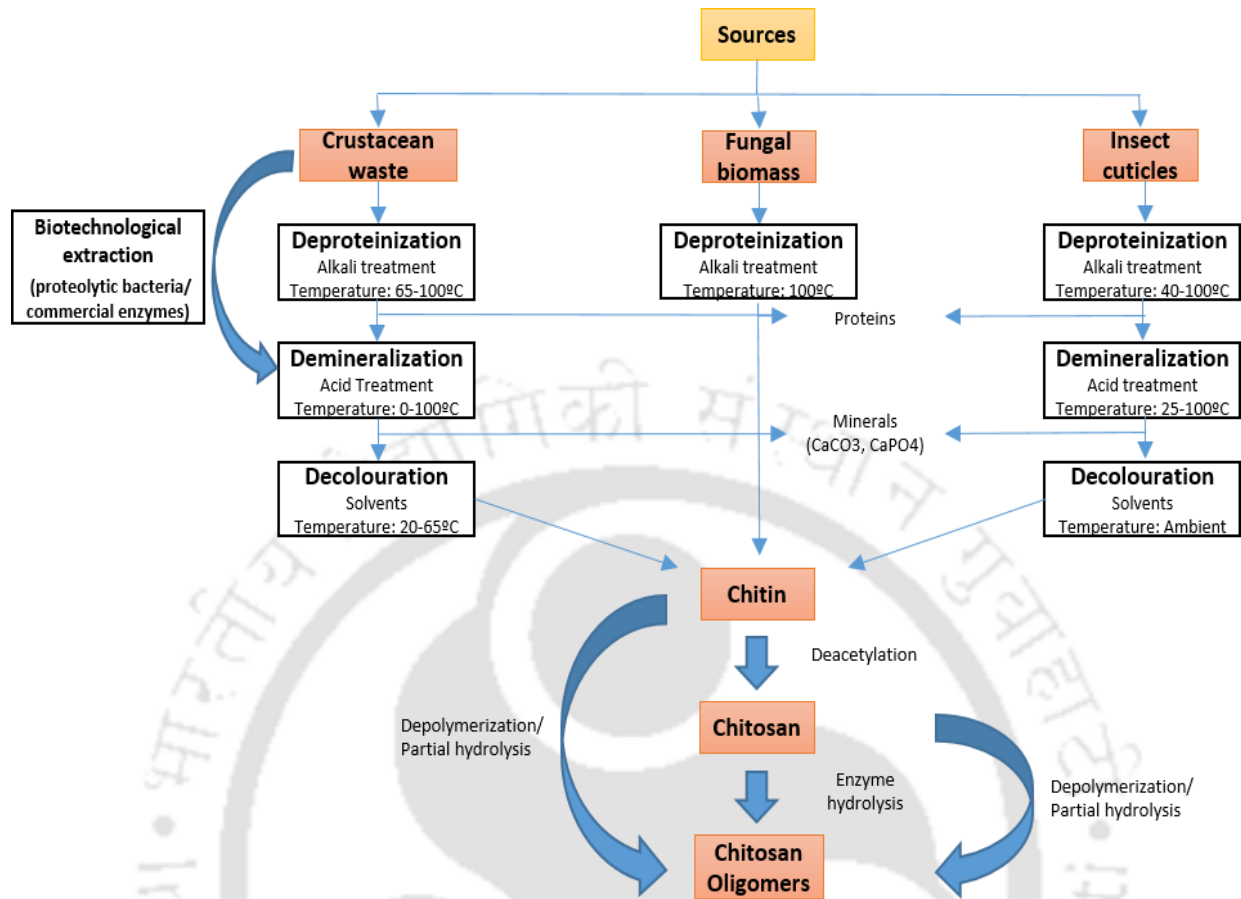 Sources
Crustacean
waste
Fungal
biomass
Insect
cuticles
Biotechnological
extraction
(proteolytic bacteria/
commercial enzymes)
Deproteinization
Alkali treatment
Temperature: 65-100ºC
Deproteinization
Alkali treatment
Temperature: 100ºC
Deproteinization
Alkali treatment
Temperature: 40-100ºC
Proteins
Demineralization
Acid Treatment
Temperature: 0-100ºC
Demineralization
Acid treatment
Temperature: 25-100ºC
Minerals
(CaCO3, CaPO4)
Decolouration
Solvents
Temperature: 20-65ºC
Decolouration
Solvents
Temperature: Ambient
Chitin
Deacetylation
Depolymerization/
Partial hydrolysis
Chitosan
Enzyme
hydrolysis
Depolymerization/
Partial hydrolysis
Chitosan
Oligomers
भारतीय
संस्थान गुवाहाटी